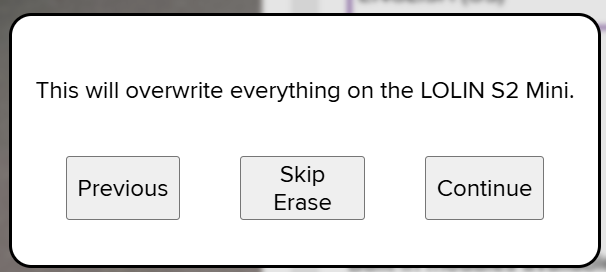 This will overwrite everything on the LOLIN S2 Mini.
Previous
Skip
Erase
Continue